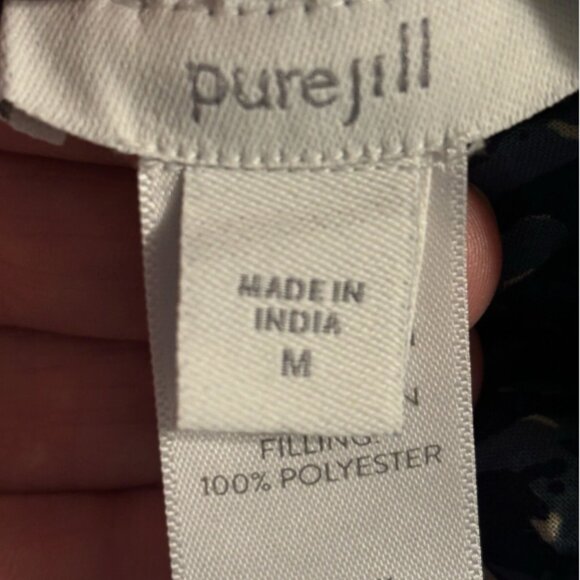 purejill
MADE IN
INDIA
M
N
FILLING:
100% POLYESTER